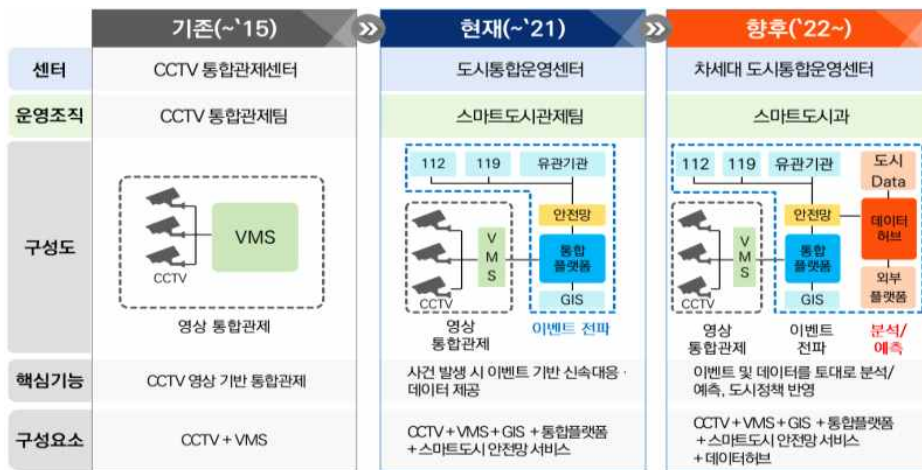 기존(~`15)
현재(~`21)
향후(`22~)
센터
CCTV 통합관제센터
도시통합운영센터
차세대 도시통합운영센터
운영조직
CCTV 통합관제팀
스마트도시관제팀
스마트도시과
구성도
CCTV
VMS
영상 통합관제
112
119
유관기관
안전망
V
M
S
통합
플랫폼
CCTV
GIS
영상
통합관제
이벤트 전파
112
119
유관기관
도시
Data
안전망
데이터
허브
V
M
S
통합
플랫폼
CCTV
GIS
외부
플랫폼
영상
통합관제
이벤트
전파
분석/
예측
핵심기능
CCTV 영상 기반 통합관제
사건 발생 시 이벤트 기반 신속대응·
데이터 제공
이벤트 및 데이터를 토대로 분석/
예측, 도시정책 반영
구성요소
CCTV + VMS
CCTV + VMS + GIS + 통합플랫폼
+ 스마트도시 안전망 서비스
CCTV + VMS + GIS + 통합플랫폼
+ 스마트도시 안전망 서비스
+ 데이터허브